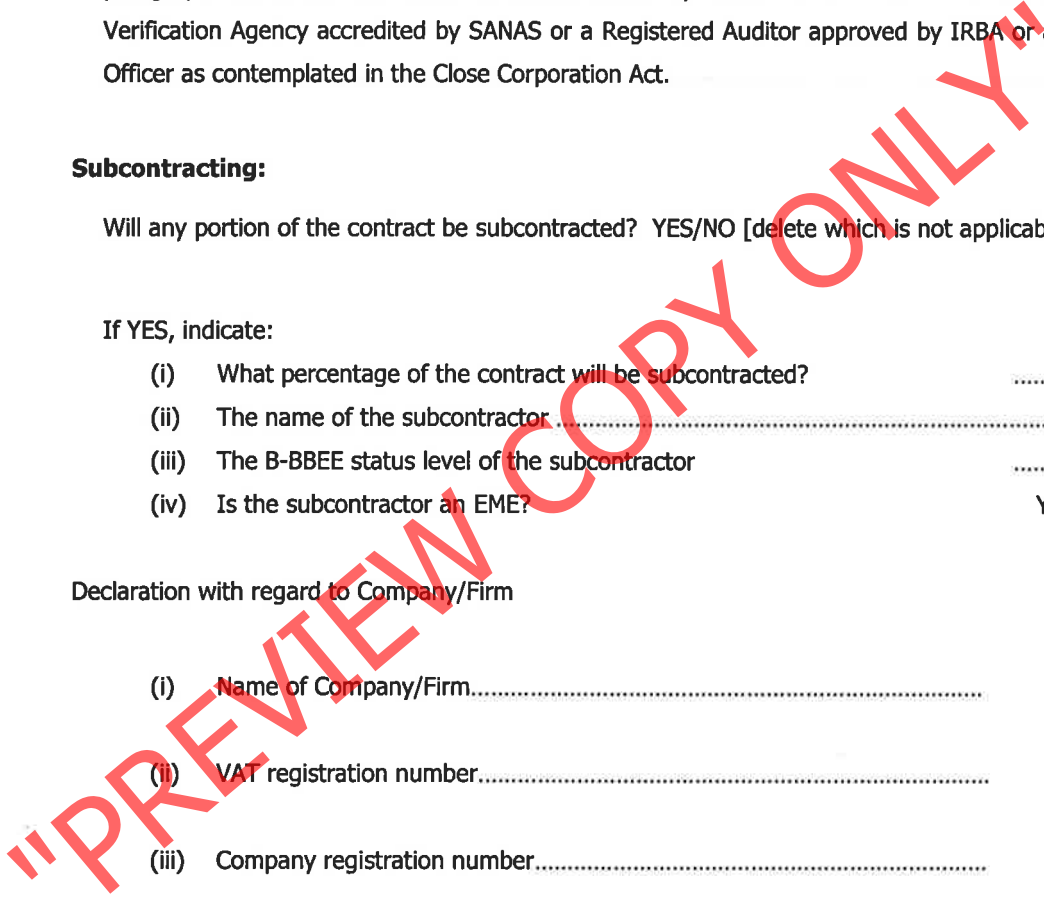 Verification Agency accredited by SANAS or a Registered Auditor approved by IRBA or
Officer as contemplated in the Close Corporation Act.
Subcontracting:
Will any portion of the contract be subcontracted? YES/NO [delete which is not applicab
If YES, indicate:
(i) What percentage of the contract will be subcontracted? .....
(ii) The name of the subcontractor ..............................................................
(iii) The B-BBEE status level of the subcontractor .....
(iv) Is the subcontractor an EME? Y
Declaration with regard to Company/Firm
(i) Name of Company/Firm..............................................................
(ii) VAT registration number..............................................................
(iii) Company registration number.......................................................
"PREVIEW COPY ONLY"